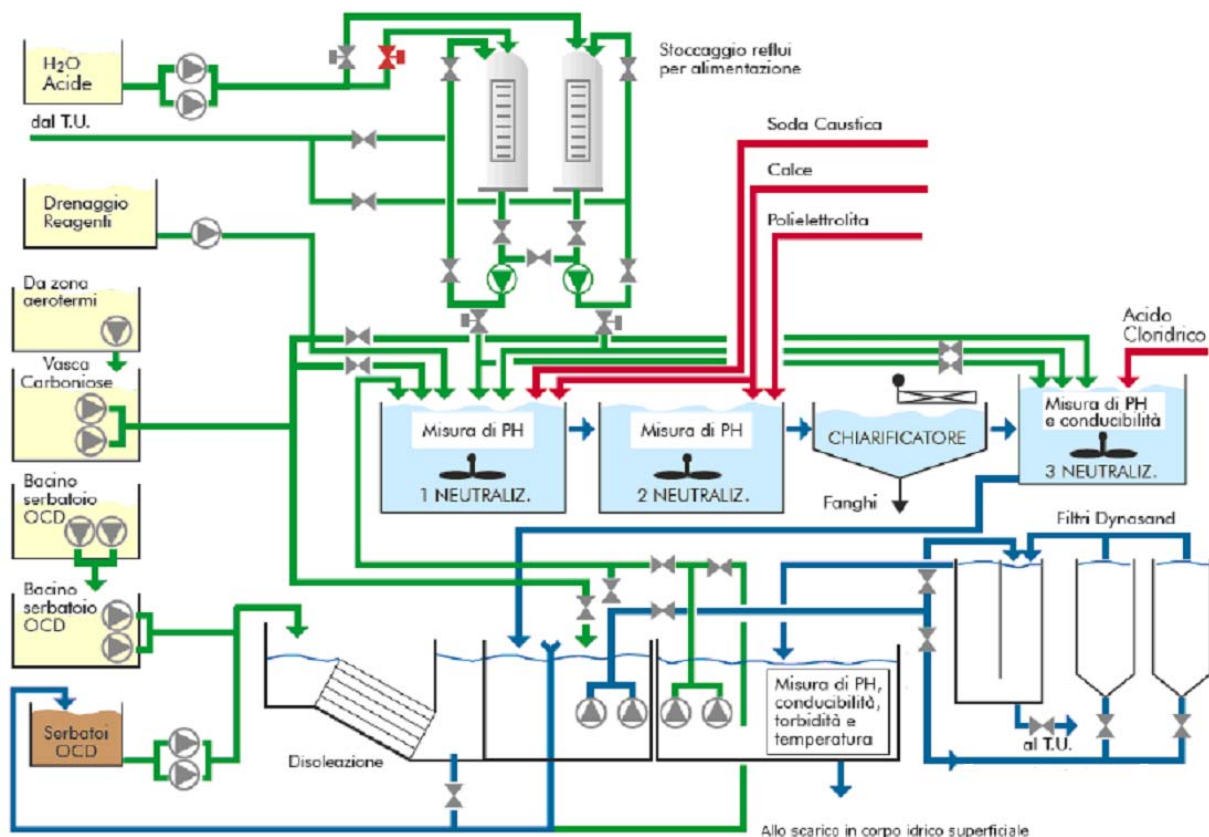 H2O
Acide
Stoccaggio reflui
per alimentazione
dal T.U.
Soda Caustica
Calce
Polielettrolita
Drenaggio
Reagenti
Da zona
aerotermi
Vasca
Carboniose
Acido
Cloridrico
Misura di PH
1 NEUTRALIZ.
Misura di PH
2 NEUTRALIZ.
CHIARIFICATORE
Fanghi
Misura di PH
e conducibilità
3 NEUTRALIZ.
Bacino
serbatoio
OCD
Filtri Dynasand
Bacino
serbatoio
OCD
Serbatoi
OCD
Disoleazione
Misura di PH,
conducibilità,
torbidità e
temperatura
al T.U.
Allo scarico in corpo idrico superficiale